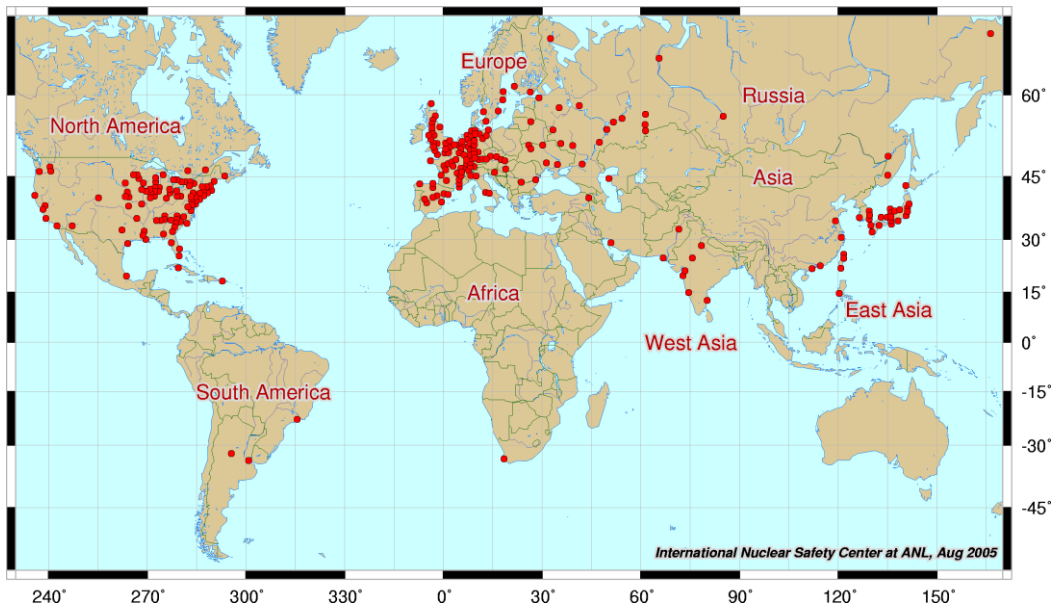 Europe
60°
Russia
North America
Asia
45°
30°
Africa
15°
East Asia
West Asia
0°
South America
-15°
-30°
-45°
International Nuclear Safety Center at ANL, Aug 2005
240° 270° 300° 330° 0° 30° 60° 90° 120° 150°